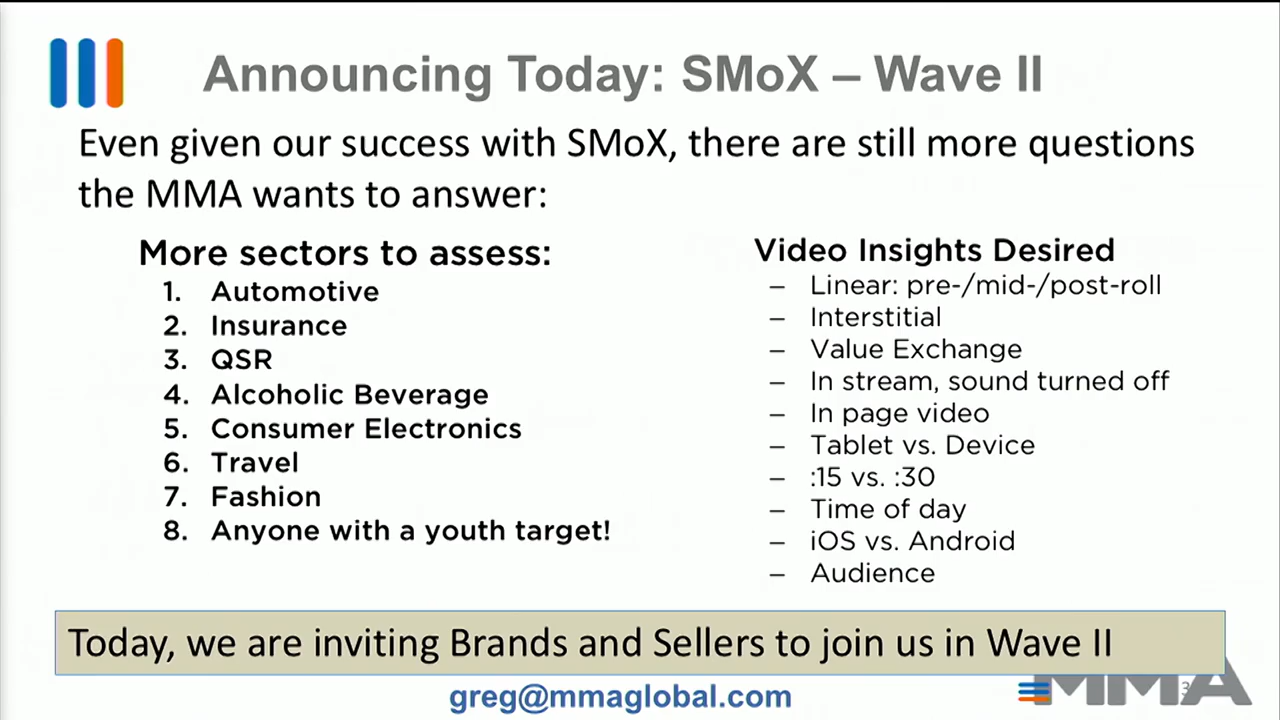 Announcing Today: SMoX – Wave II
Even given our success with SMoX, there are still more questions
the MMA wants to answer:
More sectors to assess:
1. Automotive
2. Insurance
3. QSR
4. Alcoholic Beverage
5. Consumer Electronics
6. Travel
7. Fashion
8. Anyone with a youth target!
Video Insights Desired
– Linear: pre-/mid-/post-roll
– Interstitial
– Value Exchange
– In stream, sound turned off
– In page video
– Tablet vs. Device
– :15 vs. :30
– Time of day
– iOS vs. Android
– Audience
Today, we are inviting Brands and Sellers to join us in Wave II
greg@mmaglobal.com
MMA